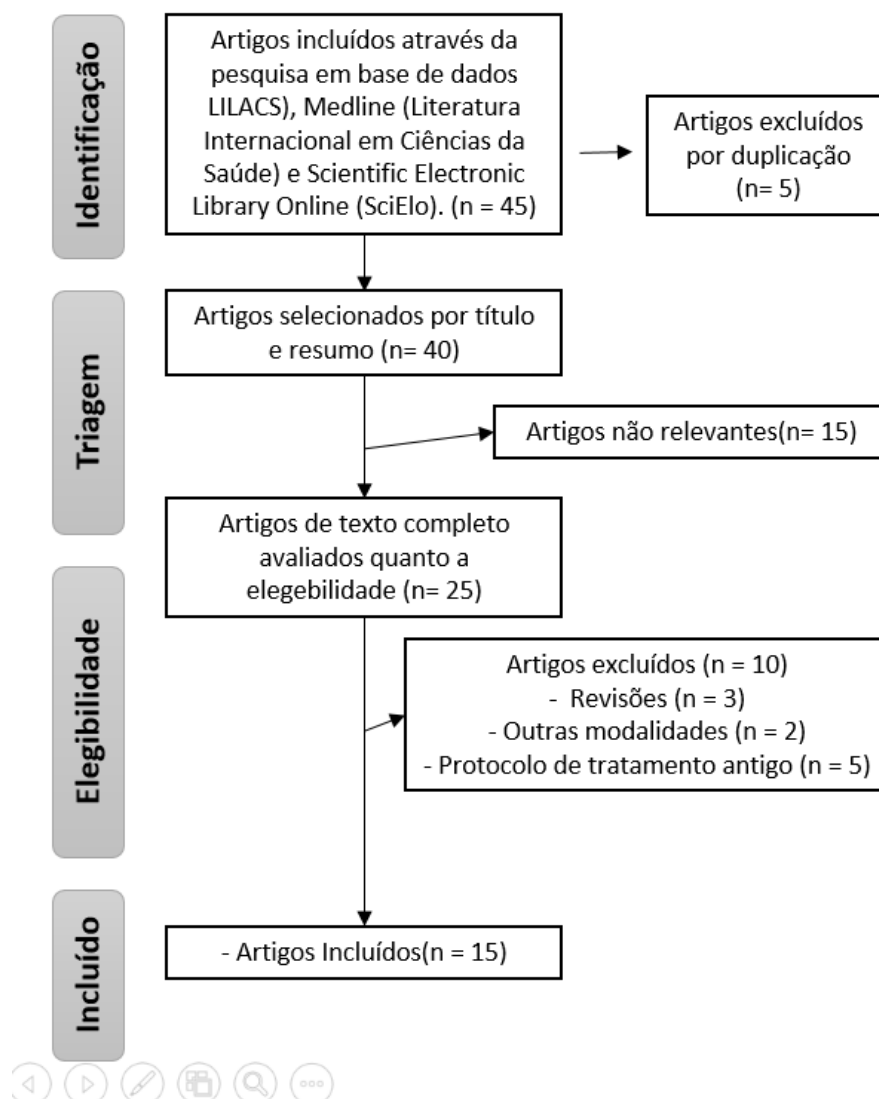 Identificação
Artigos incluídos através da
pesquisa em base de dados
LILACS), Medline (Literatura
Internacional em Ciências da
Saúde) e Scientific Electronic
Library Online (SciElo). (n = 45)
Artigos excluídos
por duplicação
(n= 5)
Triagem
Artigos selecionados por título
e resumo (n= 40)
Artigos não relevantes(n= 15)
Elegibilidade
Artigos de texto completo
avaliados quanto a
elegebilidade (n= 25)
Artigos excluídos (n = 10)
- Revisões (n = 3)
- Outras modalidades (n = 2)
- Protocolo de tratamento antigo (n = 5)
Incluído
- Artigos Incluídos(n = 15)